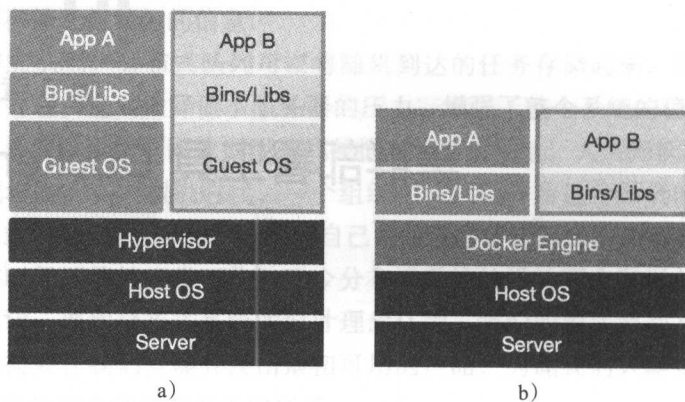 App A
App B
Bins/Libs
Bins/Libs
Guest OS
Guest OS
Hypervisor
Host OS
Server
a)
App A
App B
Bins/Libs
Bins/Libs
Docker Engine
Host OS
Server
b)